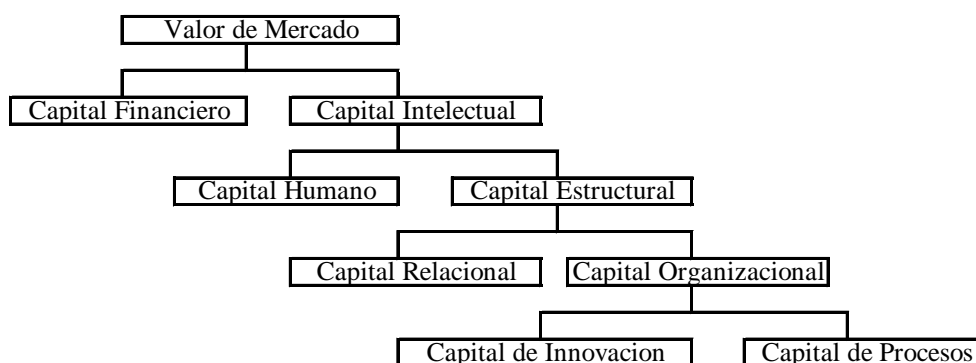 Valor de Mercado
Capital Financiero
Capital Intelectual
Capital Humano
Capital Estructural
Capital Relacional
Capital Organizacional
Capital de Innovacion
Capital de Procesos